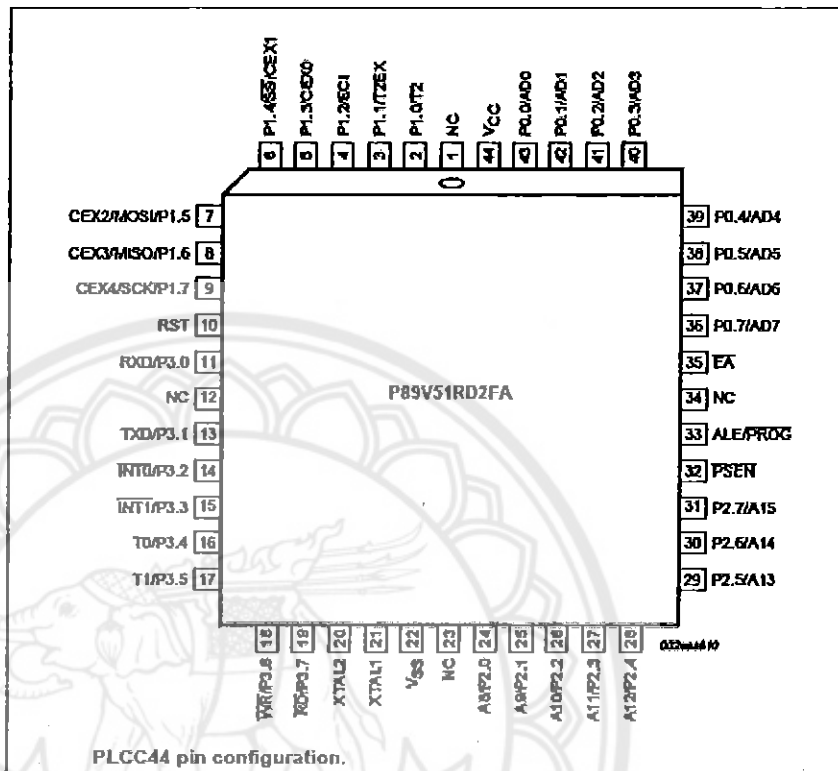 6 P1.4/SS/CEX1
5 P1.3/CEX0
4 P1.2/ECI
3 P1.1/T2EX
2 P1.0/T2
1 NC
44 VCC
43 P0.0/AD0
42 P0.1/AD1
41 P0.2/AD2
40 P0.3/AD3
CEX2/MOSI/P1.5 7
CEX3/MISO/P1.6 8
CEX4/SCK/P1.7 9
RST 10
RXD/P3.0 11
NC 12
TXD/P3.1 13
INT0/P3.2 14
INT1/P3.3 15
T0/P3.4 16
T1/P3.5 17
P89V51RD2FA
39 P0.4/AD4
38 P0.5/AD5
37 P0.6/AD6
36 P0.7/AD7
35 EA
34 NC
33 ALE/PROG
32 PSEN
31 P2.7/A15
30 P2.6/A14
29 P2.5/A13
WR/P3.6 18
RD/P3.7 19
XTAL2 20
XTAL1 21
VSS 22
NC 23
A8/P2.0 24
A9/P2.1 25
A10/P2.2 26
A11/P2.3 27
A12/P2.4 28
PLCC44 pin configuration.